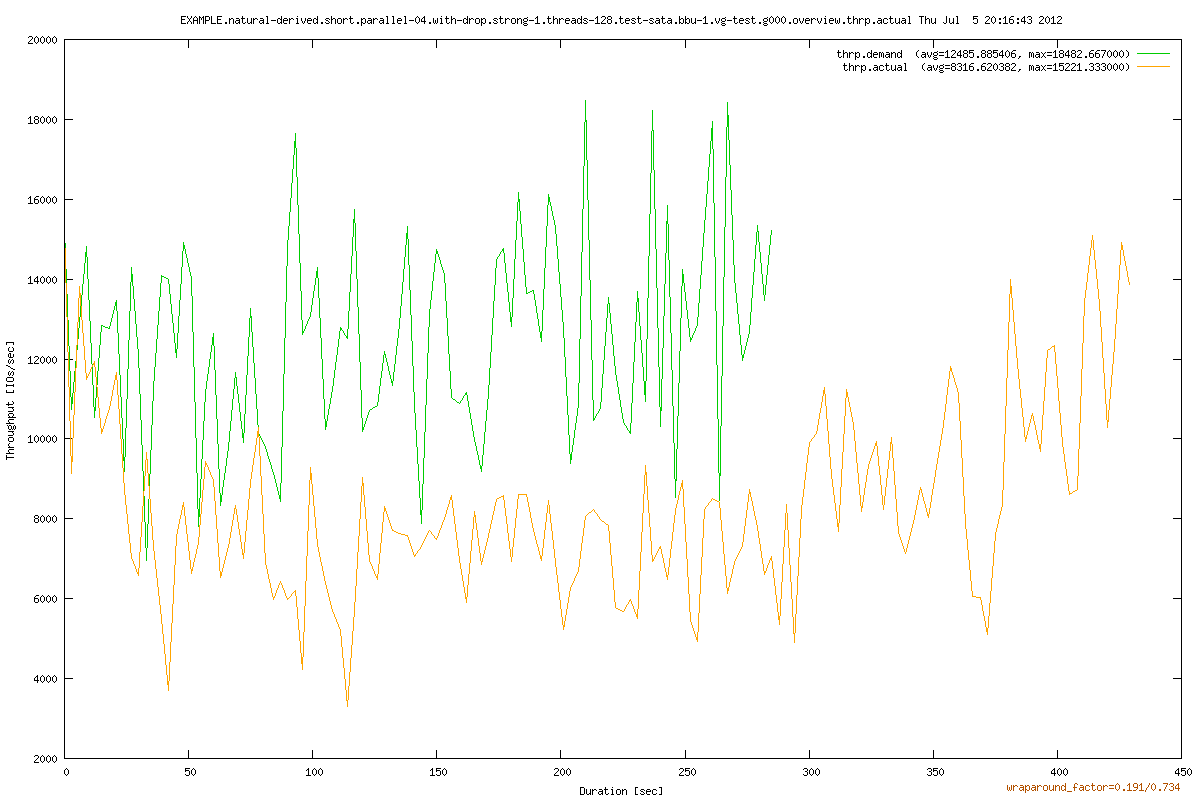 EXAMPLE.natural-derived.short.parallel-04.with-drop.strong-1.threads-128.test-sata.bbu-1.vg-test.g000.overview.thrp.actual Thu Jul  5 20:16:43 2012
thrp.demand  (avg=12485.885406, max=18482.667000)
thrp.actual  (avg=8316.620382, max=15221.333000)
20000
18000
16000
14000
12000
10000
8000
6000
4000
2000
Throughput [IOs/sec]
0 50 100 150 200 250 300 350 400 450
Duration [sec]
wraparound_factor=0.191/0.734